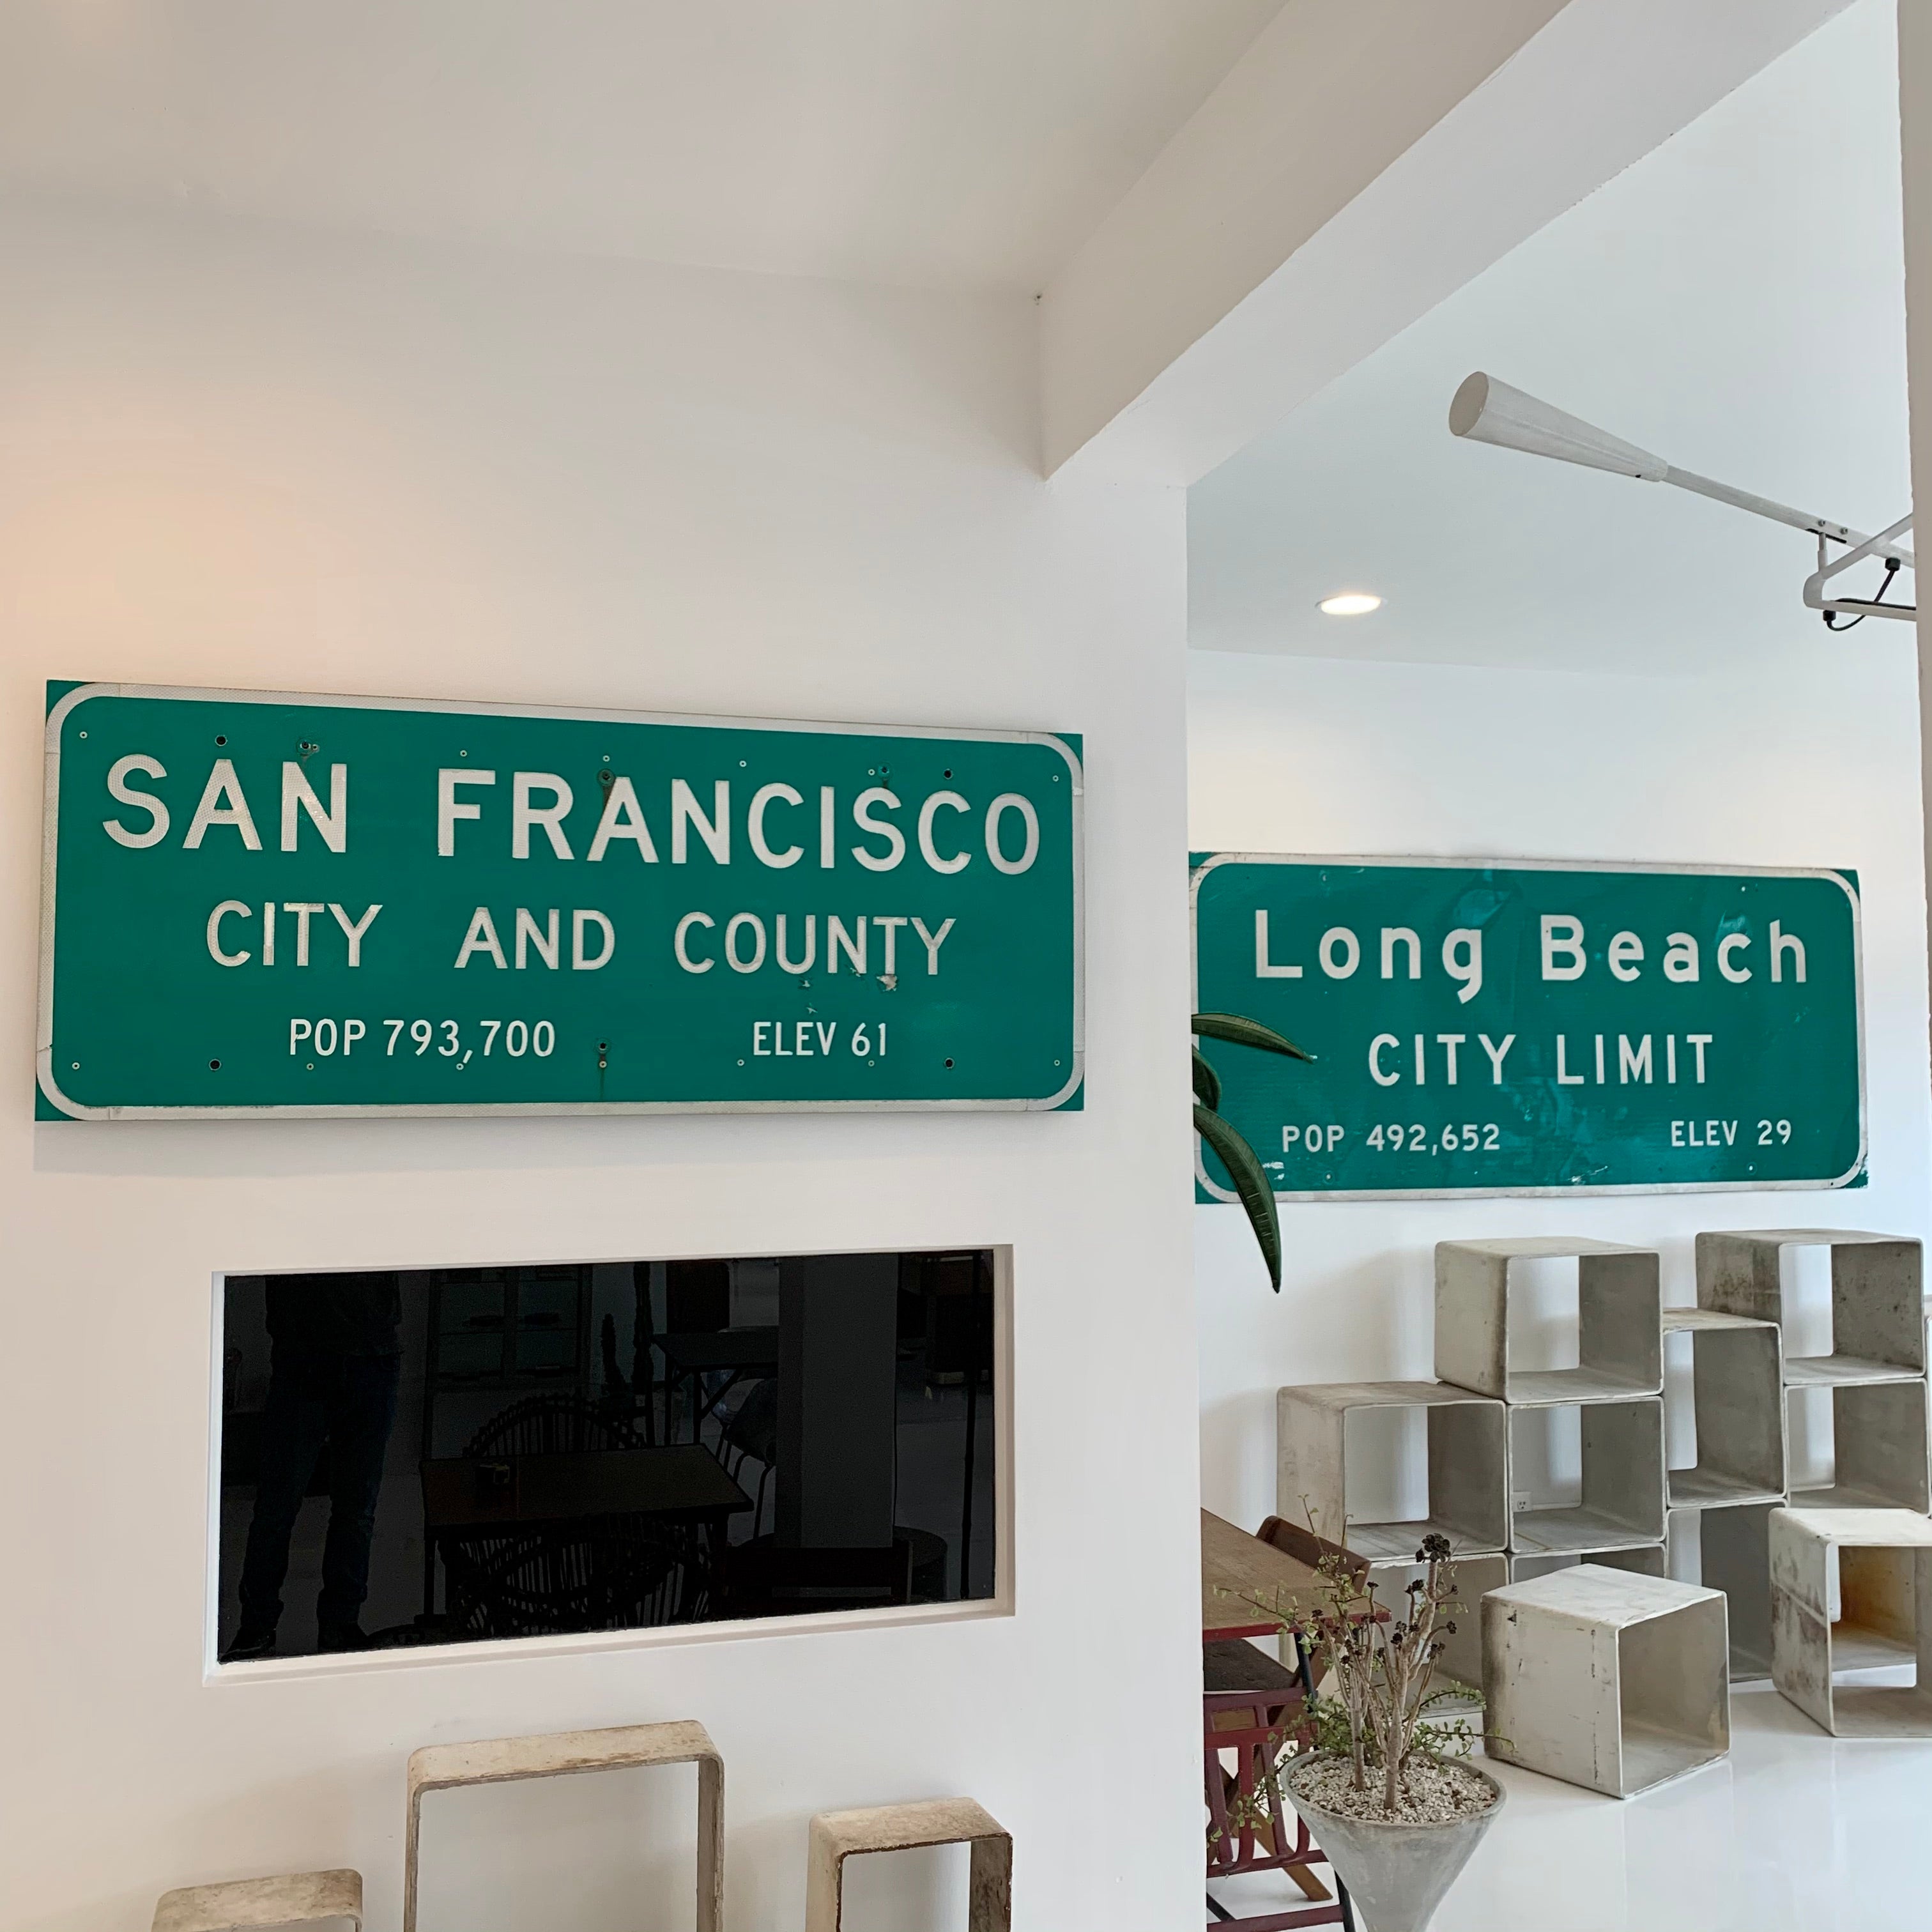 SAN FRANCISCO
CITY AND COUNTY
POP 793,700 ELEV 61
Long Beach
CITY LIMIT
POP 492,652 ELEV 29